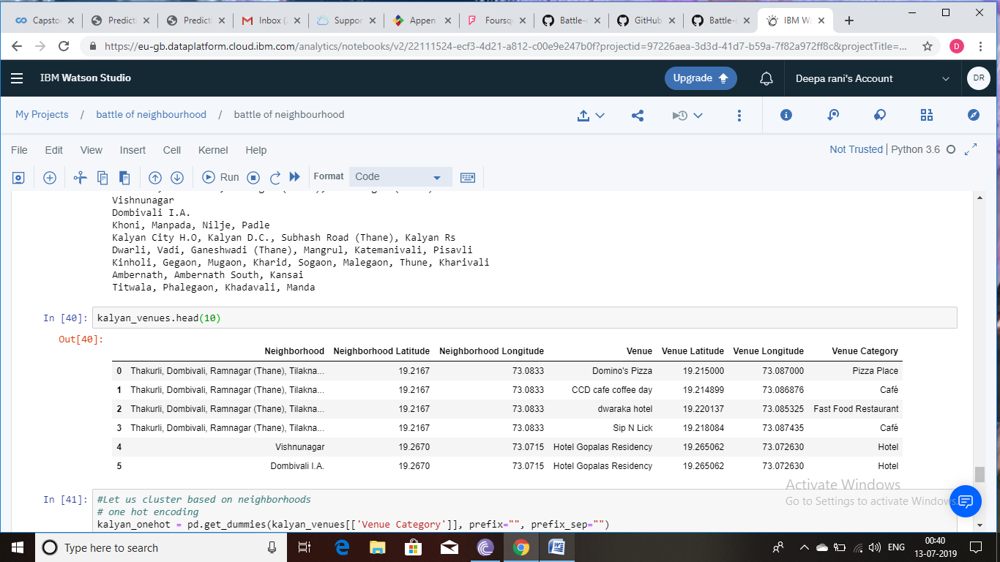 Capsto
Predicti
Predicti
Inbox (
Suppor
Appen
Foursq
Battle-
GitHub
Battle-
IBM W
https://eu-gb.dataplatform.cloud.ibm.com/analytics/notebooks/v2/22111524-ecf3-4d21-a812-c00e9e247b0f?projectid=97226aea-3d3d-41d7-b59a-7f82a972ff8c&projectTitle=...
D
IBM Watson Studio
Upgrade
Deepa rani's Account
DR
My Projects / battle of neighbourhood / battle of neighbourhood
File Edit View Insert Cell Kernel Help
Not Trusted | Python 3.6
Run
Format
Code
Vishnunagar
Dombivali I.A.
Khoni, Manpada, Nilje, Padle
Kalyan City H.O, Kalyan D.C., Subhash Road (Thane), Kalyan Rs
Dwarli, Vadi, Ganeshwadi (Thane), Mangrul, Katemanivali, Pisavli
Kinholi, Gegaon, Mugaon, Kharid, Sogaon, Malegaon, Thune, Kharivali
Ambernath, Ambernath South, Kansai
Titwala, Phalegaon, Khadavali, Manda
In [40]: kalyan_venues.head(10)
Out[40]:
Neighborhood Neighborhood Latitude Neighborhood Longitude Venue Venue Latitude Venue Longitude Venue Category
0 Thakurli, Dombivali, Ramnagar (Thane), Tilakna... 19.2167 73.0833 Domino's Pizza 19.215000 73.087000 Pizza Place
1 Thakurli, Dombivali, Ramnagar (Thane), Tilakna... 19.2167 73.0833 CCD cafe coffee day 19.214899 73.086876 Café
2 Thakurli, Dombivali, Ramnagar (Thane), Tilakna... 19.2167 73.0833 dwaraka hotel 19.220137 73.085325 Fast Food Restaurant
3 Thakurli, Dombivali, Ramnagar (Thane), Tilakna... 19.2167 73.0833 Sip N Lick 19.218084 73.087435 Café
4 Vishnunagar 19.2670 73.0715 Hotel Gopalas Residency 19.265062 73.072630 Hotel
5 Dombivali I.A. 19.2670 73.0715 Hotel Gopalas Residency 19.265062 73.072630 Hotel
Activate Windows
Go to Settings to activate Windows.
In [41]: #Let us cluster based on neighborhoods
# one hot encoding
kalyan_onehot = pd.get_dummies(kalyan_venues[['Venue Category']], prefix="", prefix_sep="")
Type here to search
ENG
00:40
13-07-2019